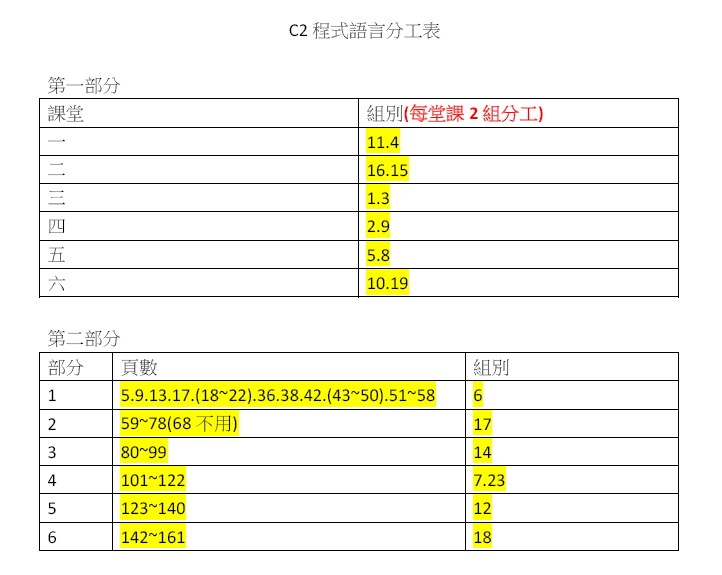 C2 程式語言分工表
第一部分
課堂 組別(每堂課 2 組分工)
一 11.4
二 16.15
三 1.3
四 2.9
五 5.8
六 10.19
第二部分
部分 頁數 組別
1 5.9.13.17.(18~22).36.38.42.(43~50).51~58 6
2 59~78(68 不用) 17
3 80~99 14
4 101~122 7.23
5 123~140 12
6 142~161 18